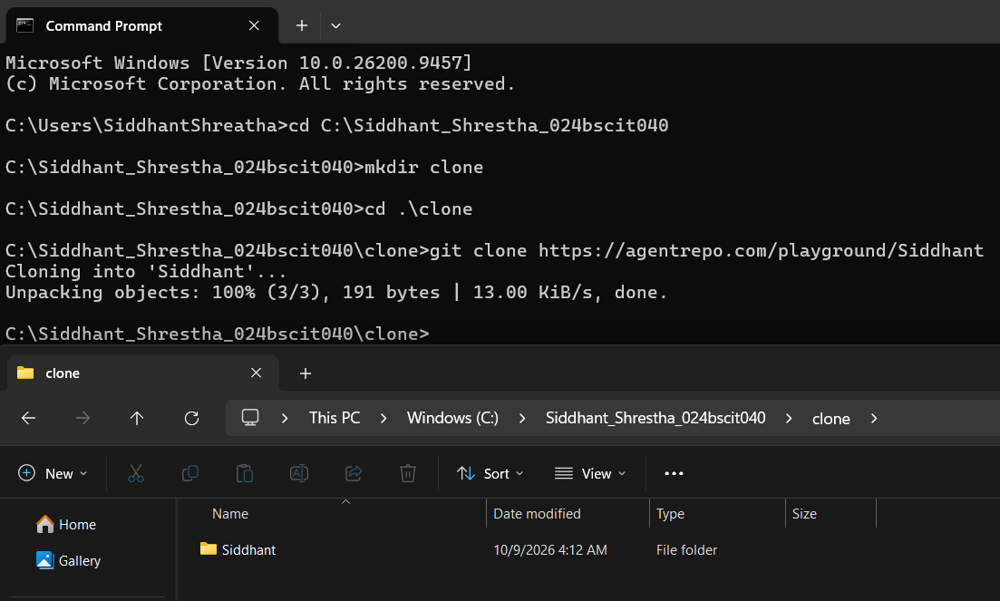 Command Prompt
Microsoft Windows [Version 10.0.26200.9457]
(c) Microsoft Corporation. All rights reserved.
C:\Users\SiddhantShreatha>cd C:\Siddhant_Shrestha_024bscit040
C:\Siddhant_Shrestha_024bscit040>mkdir clone
C:\Siddhant_Shrestha_024bscit040>cd .\clone
C:\Siddhant_Shrestha_024bscit040\clone>git clone https://agentrepo.com/playground/Siddhant
Cloning into 'Siddhant'...
Unpacking objects: 100% (3/3), 191 bytes | 13.00 KiB/s, done.
C:\Siddhant_Shrestha_024bscit040\clone>
clone
This PC > Windows (C:) > Siddhant_Shrestha_024bscit040 > clone >
New Sort View
Name Date modified Type Size
Home
Siddhant 10/9/2026 4:12 AM File folder
Gallery